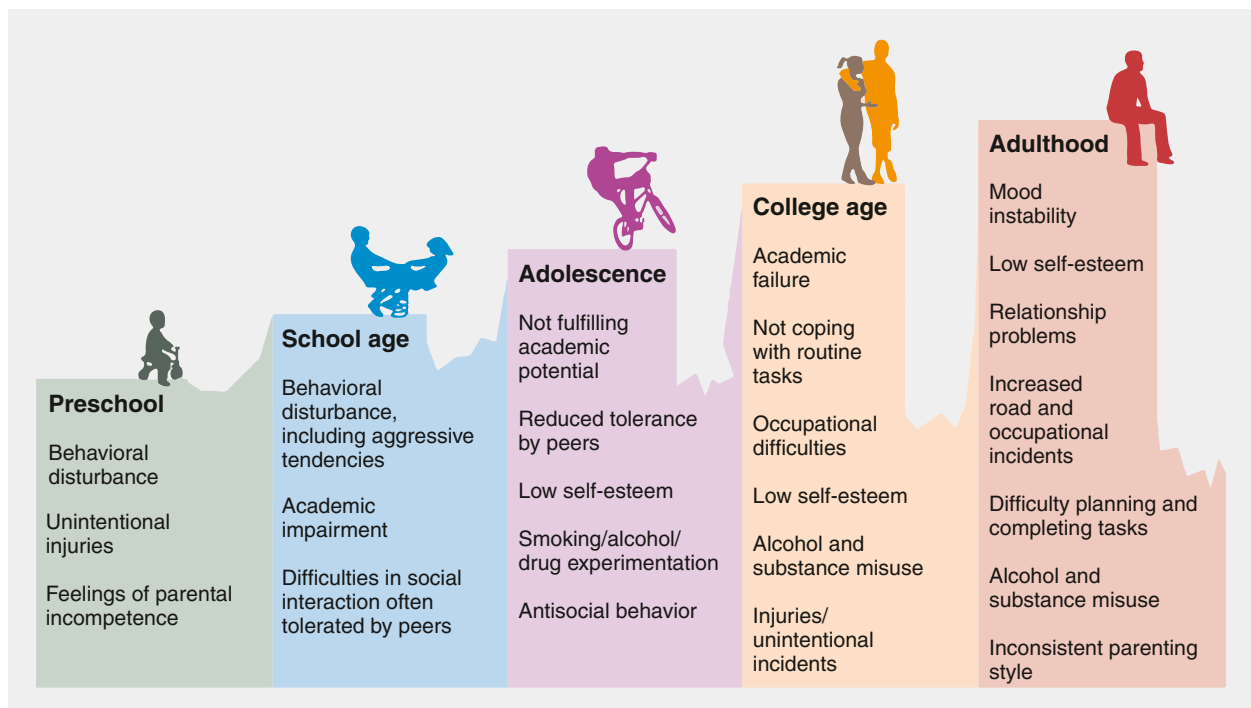 Preschool
Behavioral
disturbance
Unintentional
injuries
Feelings of parental
incompetence
School age
Behavioral
disturbance,
including aggressive
tendencies
Academic
impairment
Difficulties in social
interaction often
tolerated by peers
Adolescence
Not fulfilling
academic
potential
Reduced tolerance
by peers
Low self-esteem
Smoking/alcohol/
drug experimentation
Antisocial behavior
College age
Academic
failure
Not coping
with routine
tasks
Occupational
difficulties
Low self-esteem
Alcohol and
substance misuse
Injuries/
unintentional
incidents
Adulthood
Mood
instability
Low self-esteem
Relationship
problems
Increased
road and
occupational
incidents
Difficulty planning and
completing tasks
Alcohol and
substance misuse
Inconsistent parenting
style